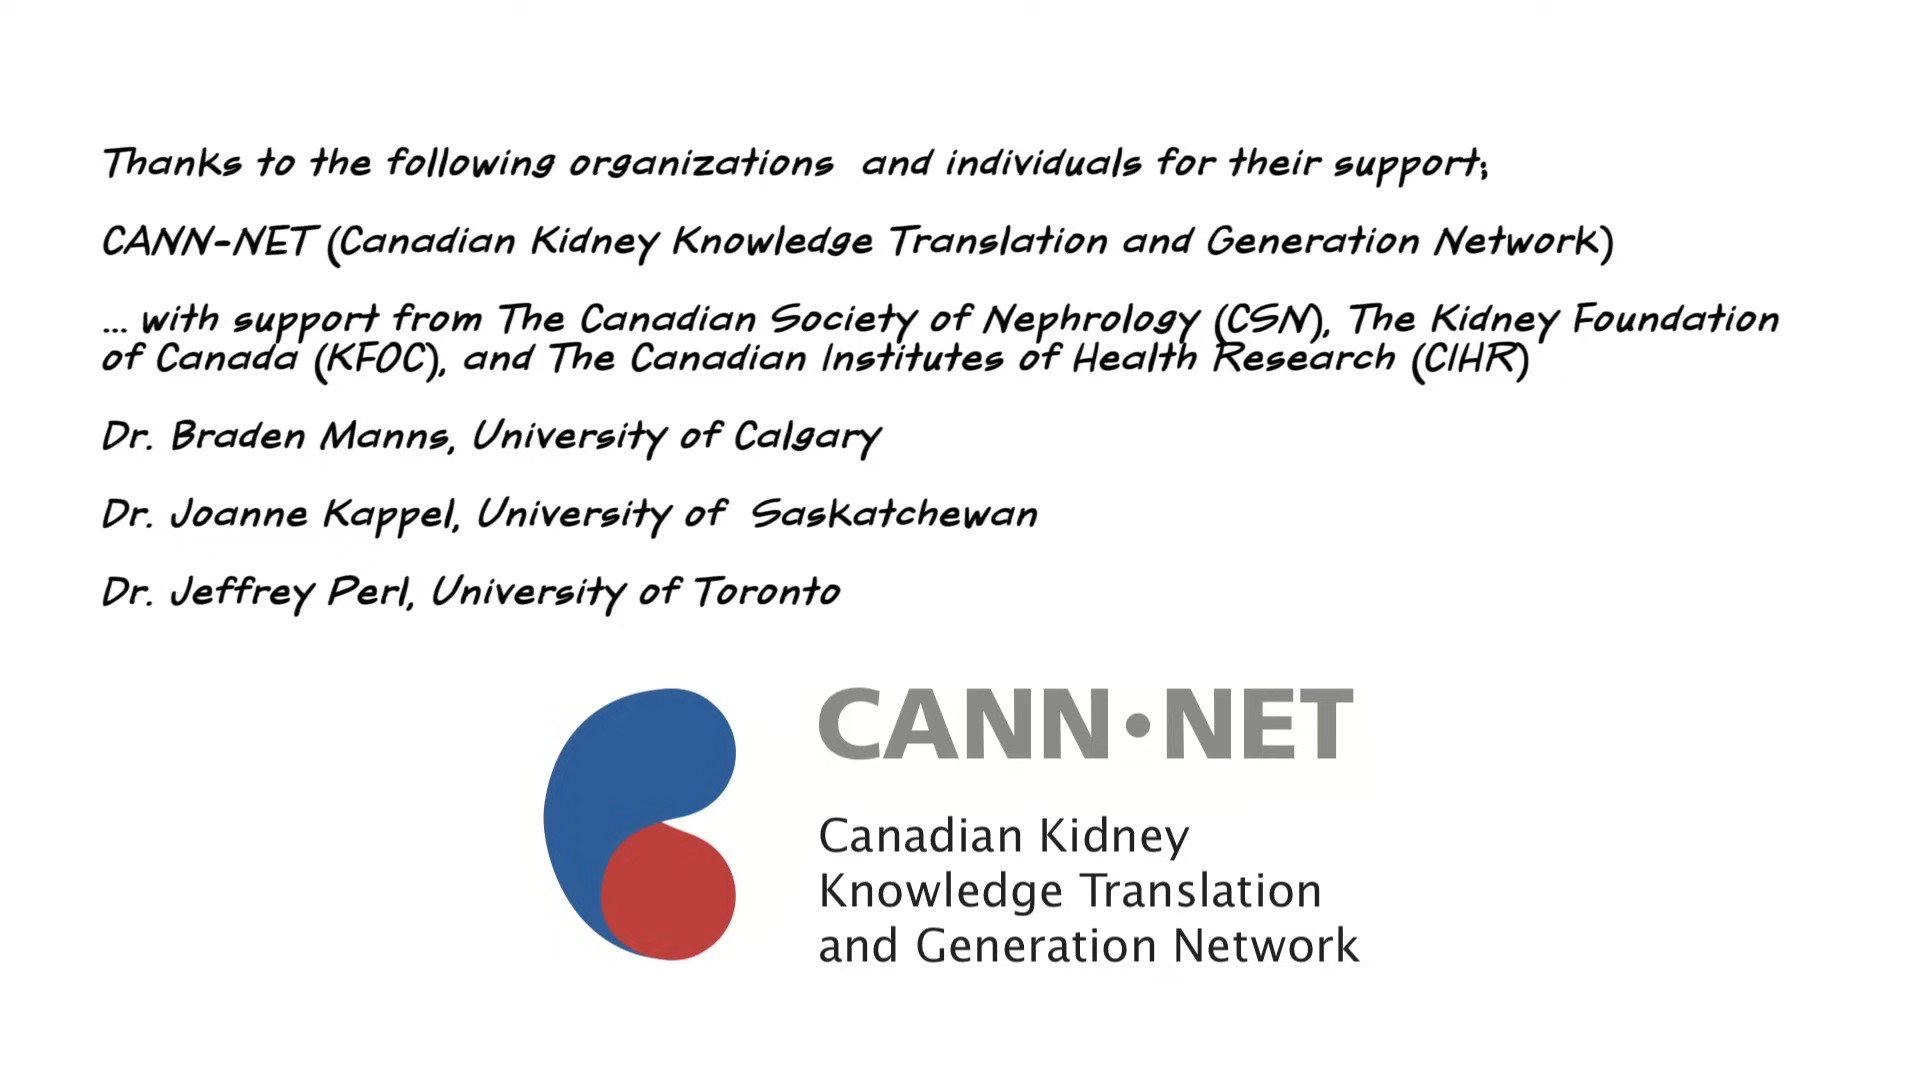 Thanks to the following organizations and individuals for their support;
CANN-NET (Canadian Kidney Knowledge Translation and Generation Network)
... with support from The Canadian Society of Nephrology (CSN), The Kidney Foundation
of Canada (KFOC), and The Canadian Institutes of Health Research (CIHR)
Dr. Braden Manns, University of Calgary
Dr. Joanne Kappel, University of Saskatchewan
Dr. Jeffrey Perl, University of Toronto
CANN•NET
Canadian Kidney
Knowledge Translation
and Generation Network